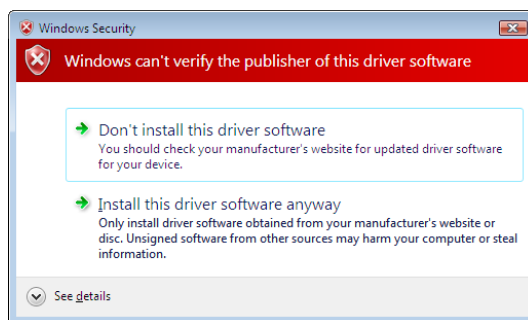 Windows Security
Windows can't verify the publisher of this driver software
Don't install this driver software
You should check your manufacturer's website for updated driver software
for your device.
Install this driver software anyway
Only install driver software obtained from your manufacturer's website or
disc. Unsigned software from other sources may harm your computer or steal
information.
See details